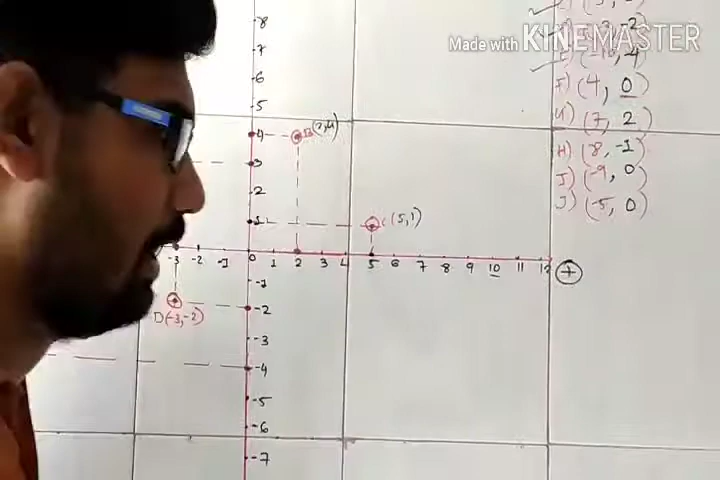 Made with KINEMASTER
-2)
4)
F) (4, 0)
(7, 2)
H) (8, -1)
I) (-9, 0)
J) (-5, 0)
8
7
6
5
4
3
2
1
B (2,4)
C (5,1)
-3 -2 -1 0 1 2 3 4 5 6 7 8 9 10 11 12 +
D(-3,-2)
-1
-2
-3
-4
-5
-6
-7